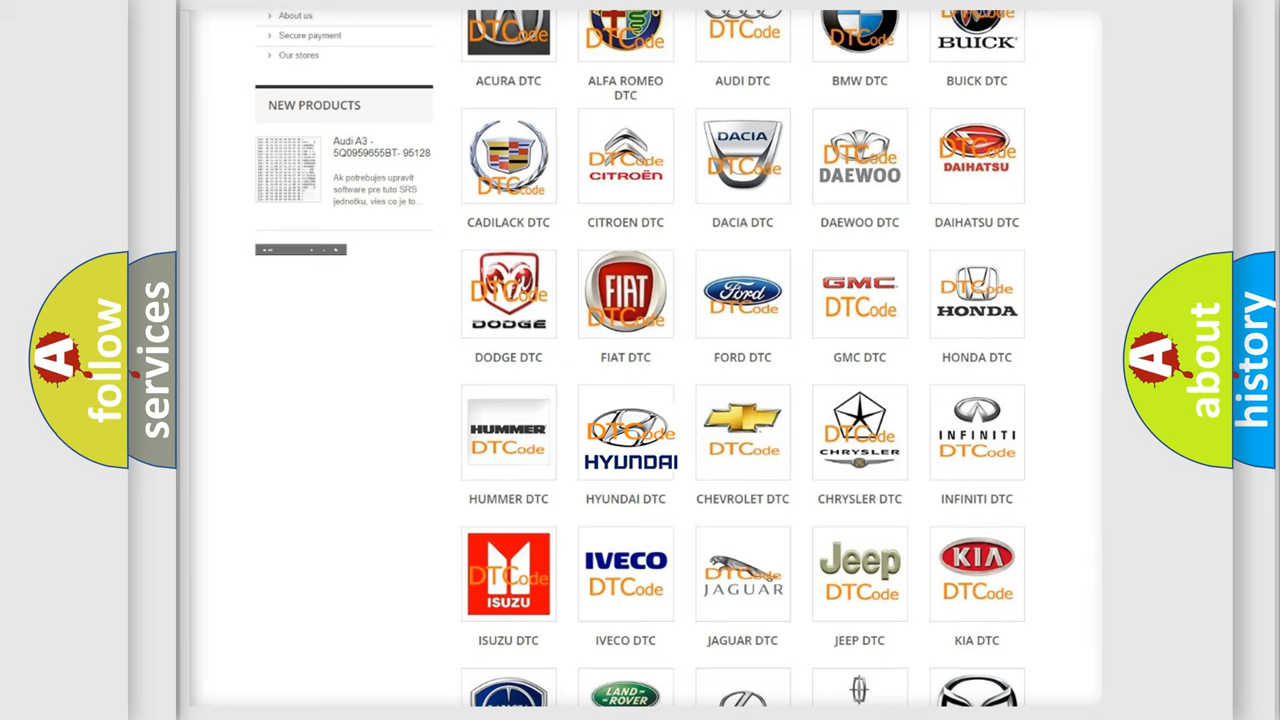 About us
Secure payment
Our stores
NEW PRODUCTS
Audi A3 -
5Q0959655BT- 95128
Ak potrebujes upravit
software pre tuto SRS
jednotku, vies co je to...
DTCode DTCode DTCode DTCode BUICK
ACURA DTC ALFA ROMEO DTC AUDI DTC BMW DTC BUICK DTC
DTCode DTCode CITROËN DACIA DTCode DTCode DAEWOO DTCode DAIHATSU
CADILACK DTC CITROEN DTC DACIA DTC DAEWOO DTC DAIHATSU DTC
DTCode DODGE FIAT DTCode Ford DTCode GMC DTCode DTCode HONDA
DODGE DTC FIAT DTC FORD DTC GMC DTC HONDA DTC
HUMMER DTCode DTCode HYUNDAI DTCode DTCode CHRYSLER INFINITI DTCode
HUMMER DTC HYUNDAI DTC CHEVROLET DTC CHRYSLER DTC INFINITI DTC
DTCode ISUZU IVECO DTCode DTCode JAGUAR Jeep DTCode KIA DTCode
ISUZU DTC IVECO DTC JAGUAR DTC JEEP DTC KIA DTC
LAND-
ROVER
A follow
services
A about
history